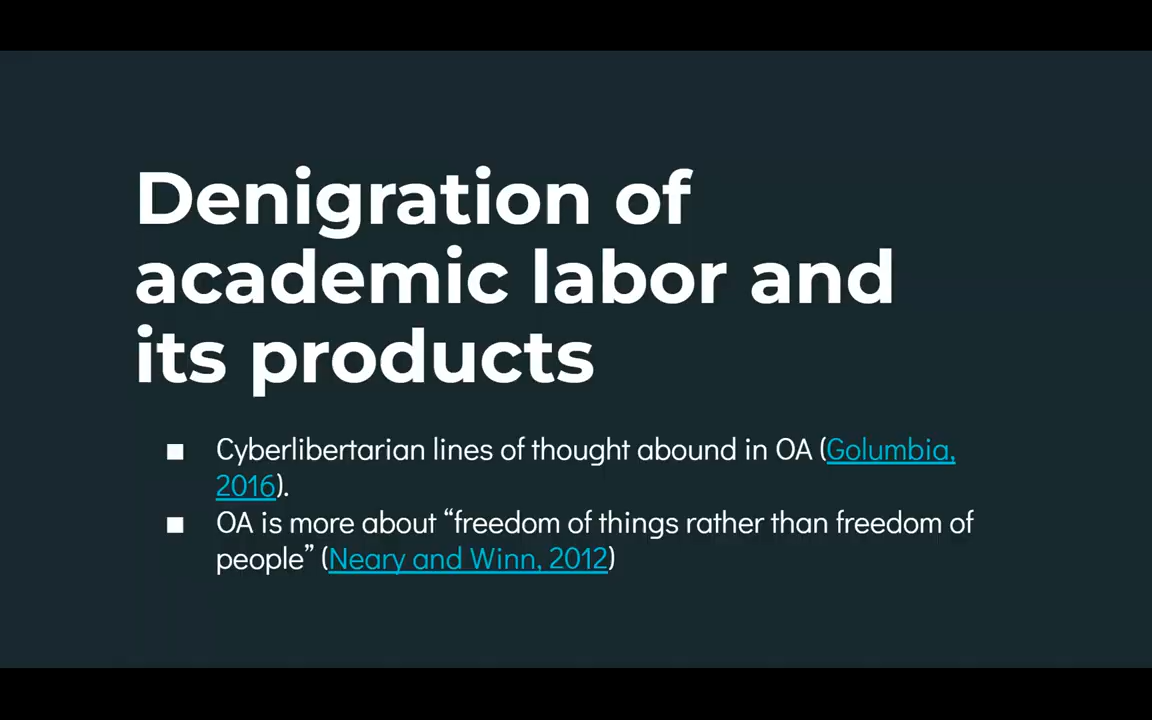 Denigration of
academic labor and
its products
■ Cyberlibertarian lines of thought abound in OA (Golumbia,
2016).
■ OA is more about “freedom of things rather than freedom of
people” (Neary and Winn, 2012)